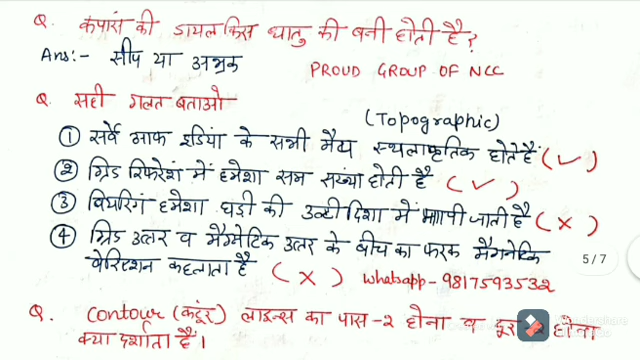 Q. कंपास की डायल किस धातु की बनी होती है?
Ans:- सीप या अभ्रक
PROUD GROUP OF NCC
Q. सही गलत बताओ
(Topographic)
① सर्वे आफ इंडिया के सभी मैप स्थलाकृतिक होते हैं (✓)
② ग्रिड रिफरेंश में हमेशा सम संख्या होती है (✓)
③ बियरिंग हमेशा घड़ी की उल्टी दिशा में मापी जाती है (×)
④ ग्रिड उत्तर व मैग्मेटिक उत्तर के बीच का फरक मैगनेटिक
वेरिएशन कहलाता है (×) whatsapp - 9817593532
5/7
Q. Contour (कंटूर) लाइन्स का पास-2 होना व दूर होना
क्या दर्शाता है।